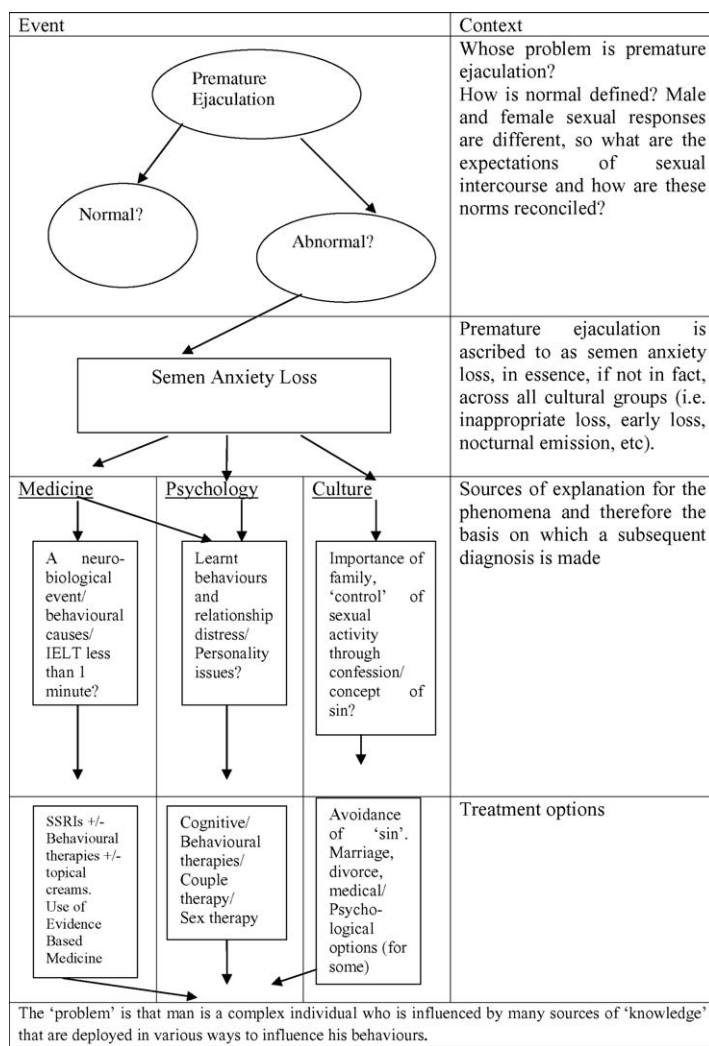 Event
Context
Premature
Ejaculation
Normal?
Abnormal?
Whose problem is premature
ejaculation?
How is normal defined? Male
and female sexual responses
are different, so what are the
expectations of sexual
intercourse and how are these
norms reconciled?
Semen Anxiety Loss
Premature ejaculation is
ascribed to as semen anxiety
loss, in essence, if not in fact,
across all cultural groups (i.e.
inappropriate loss, early loss,
nocturnal emission, etc).
Medicine
A neuro-
biological
event/
behavioural
causes/
IELT less
than 1
minute?
Psychology
Learnt
behaviours
and
relationship
distress/
Personality
issues?
Culture
Importance of
family,
'control' of
sexual
activity
through
confession/
concept of
sin?
Sources of explanation for the
phenomena and therefore the
basis on which a subsequent
diagnosis is made
SSRIs +/-
Behavioural
therapies +/-
topical
creams.
Use of
Evidence
Based
Medicine
Cognitive/
Behavioural
therapies/
Couple
therapy/
Sex therapy
Avoidance
of 'sin'.
Marriage,
divorce,
medical/
Psycho-
logical
options (for
some)
Treatment options
The 'problem' is that man is a complex individual who is influenced by many sources of 'knowledge'
that are deployed in various ways to influence his behaviours.